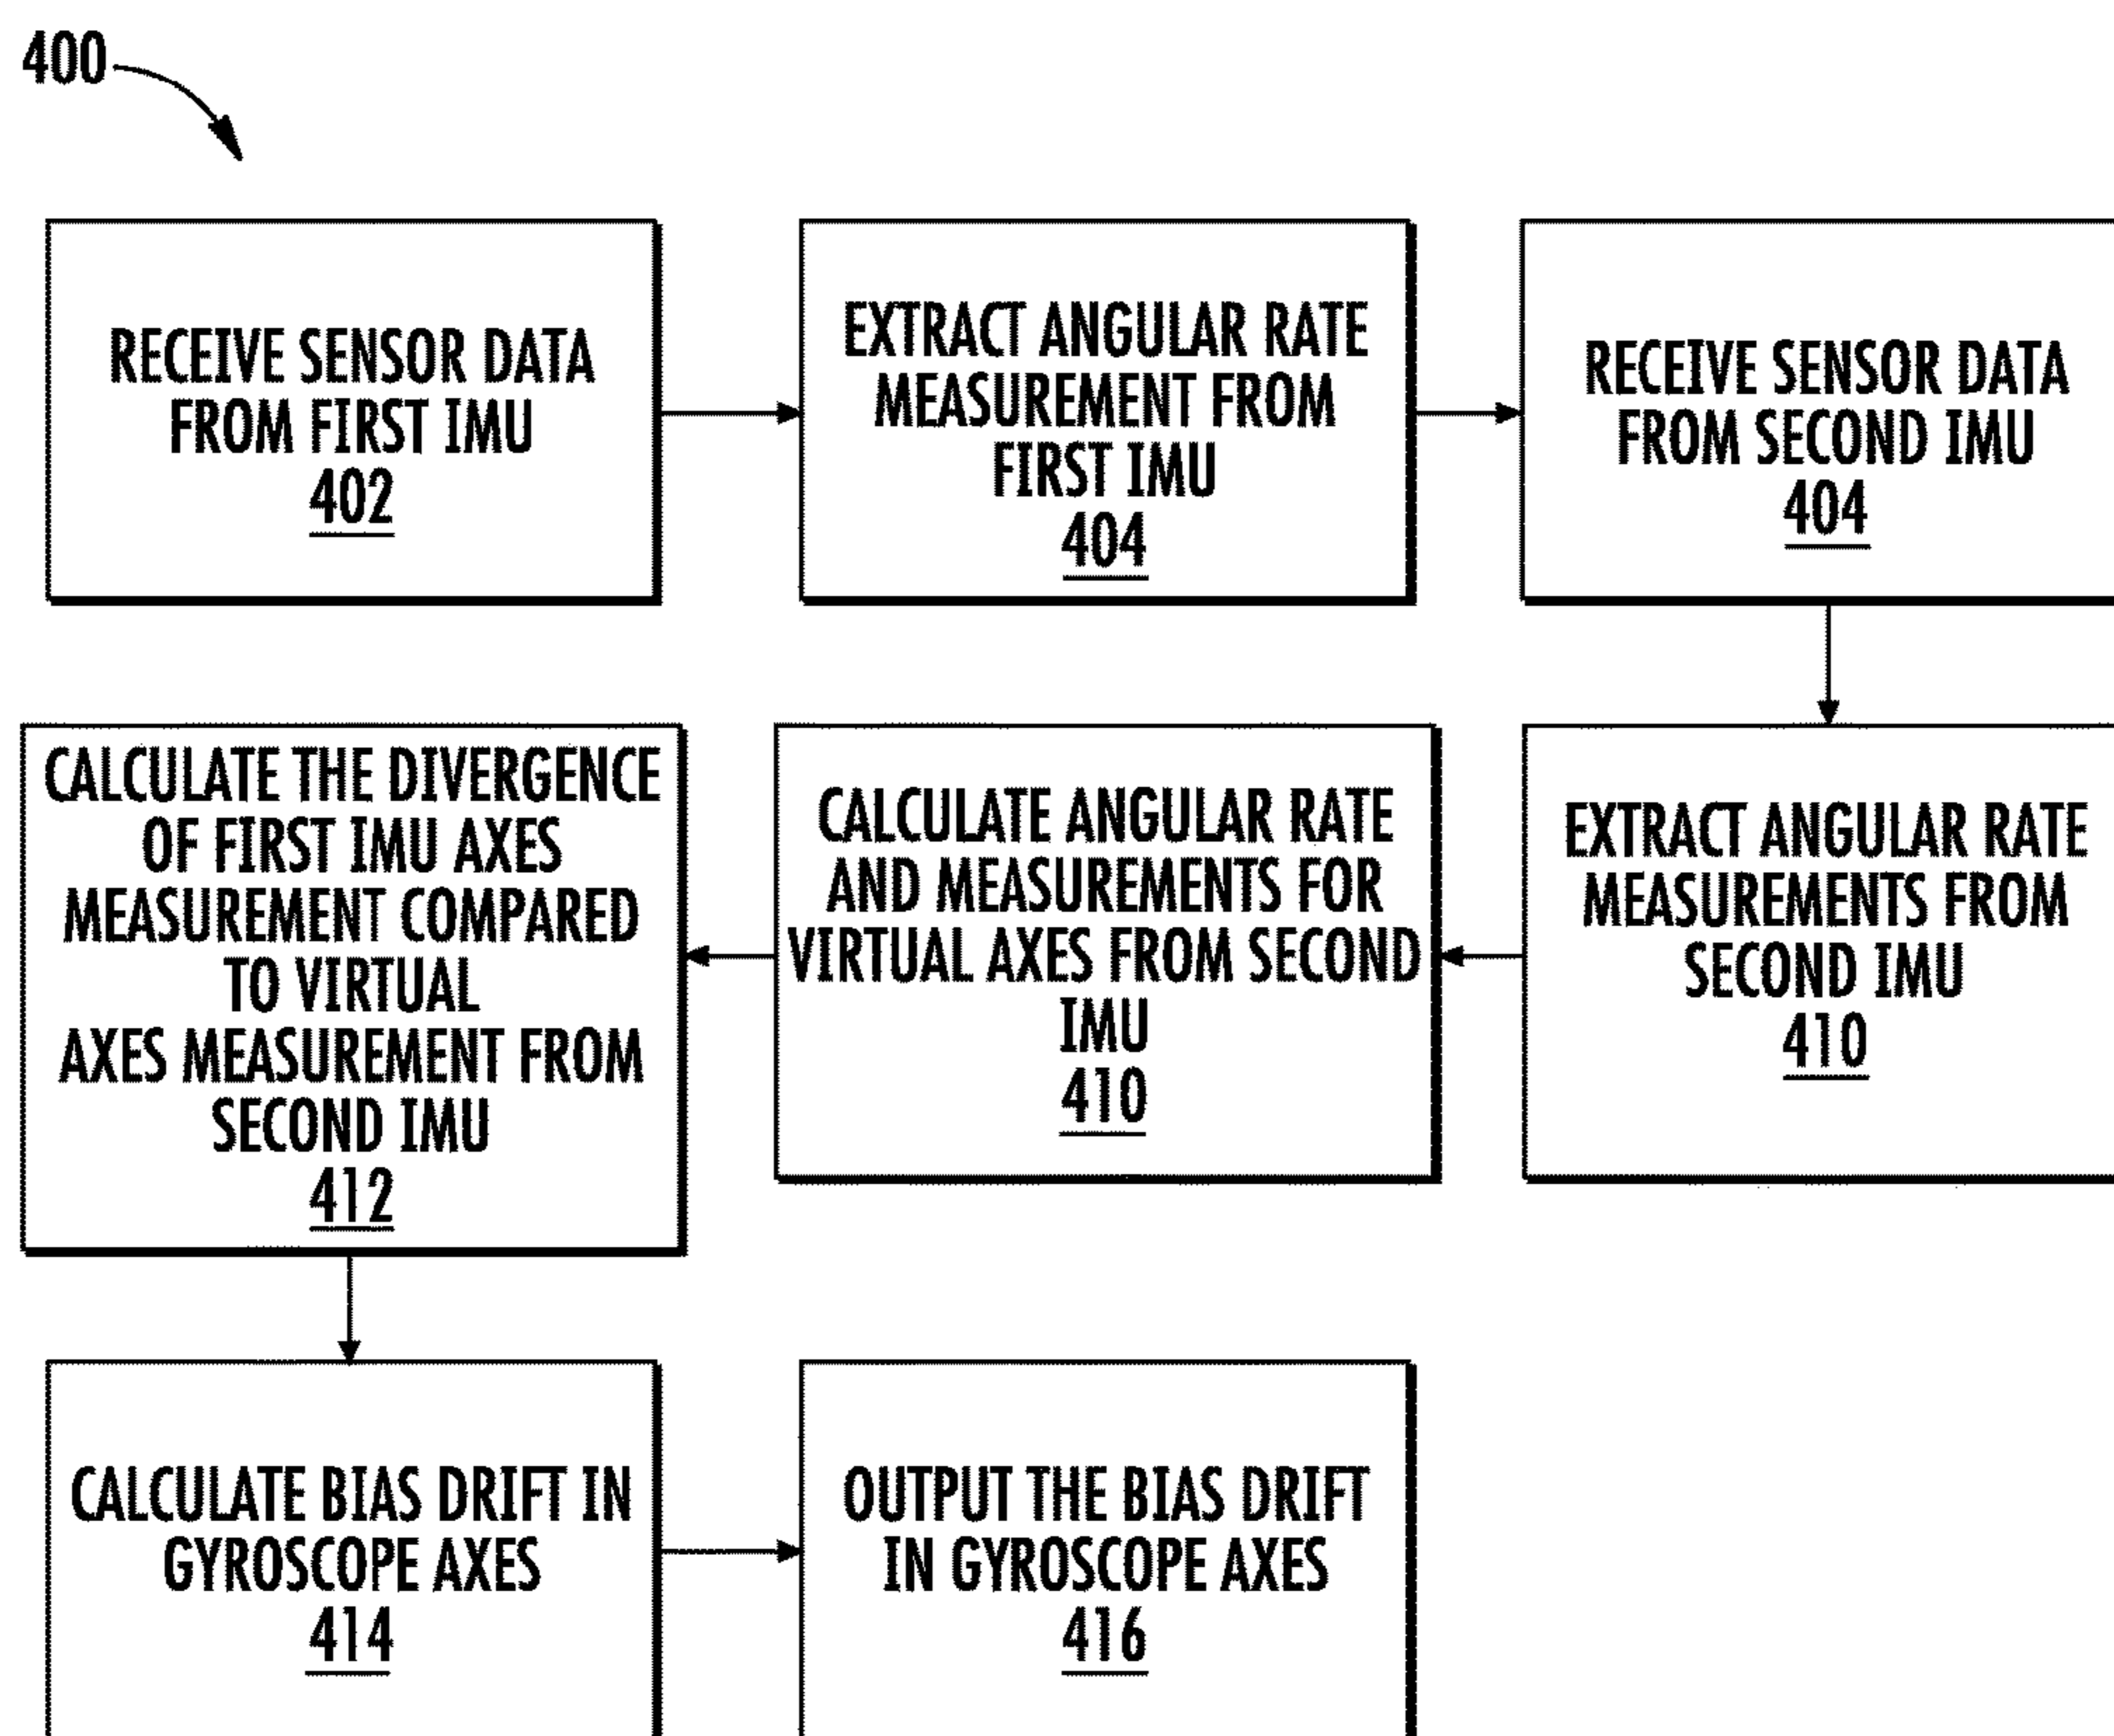 400
RECEIVE SENSOR DATA
FROM FIRST IMU
402
EXTRACT ANGULAR RATE
MEASUREMENT FROM
FIRST IMU
404
RECEIVE SENSOR DATA
FROM SECOND IMU
404
EXTRACT ANGULAR RATE
MEASUREMENTS FROM
SECOND IMU
410
CALCULATE ANGULAR RATE
AND MEASUREMENTS FOR
VIRTUAL AXES FROM SECOND
IMU
410
CALCULATE THE DIVERGENCE
OF FIRST IMU AXES
MEASUREMENT COMPARED
TO VIRTUAL
AXES MEASUREMENT FROM
SECOND IMU
412
CALCULATE BIAS DRIFT IN
GYROSCOPE AXES
414
OUTPUT THE BIAS DRIFT
IN GYROSCOPE AXES
416